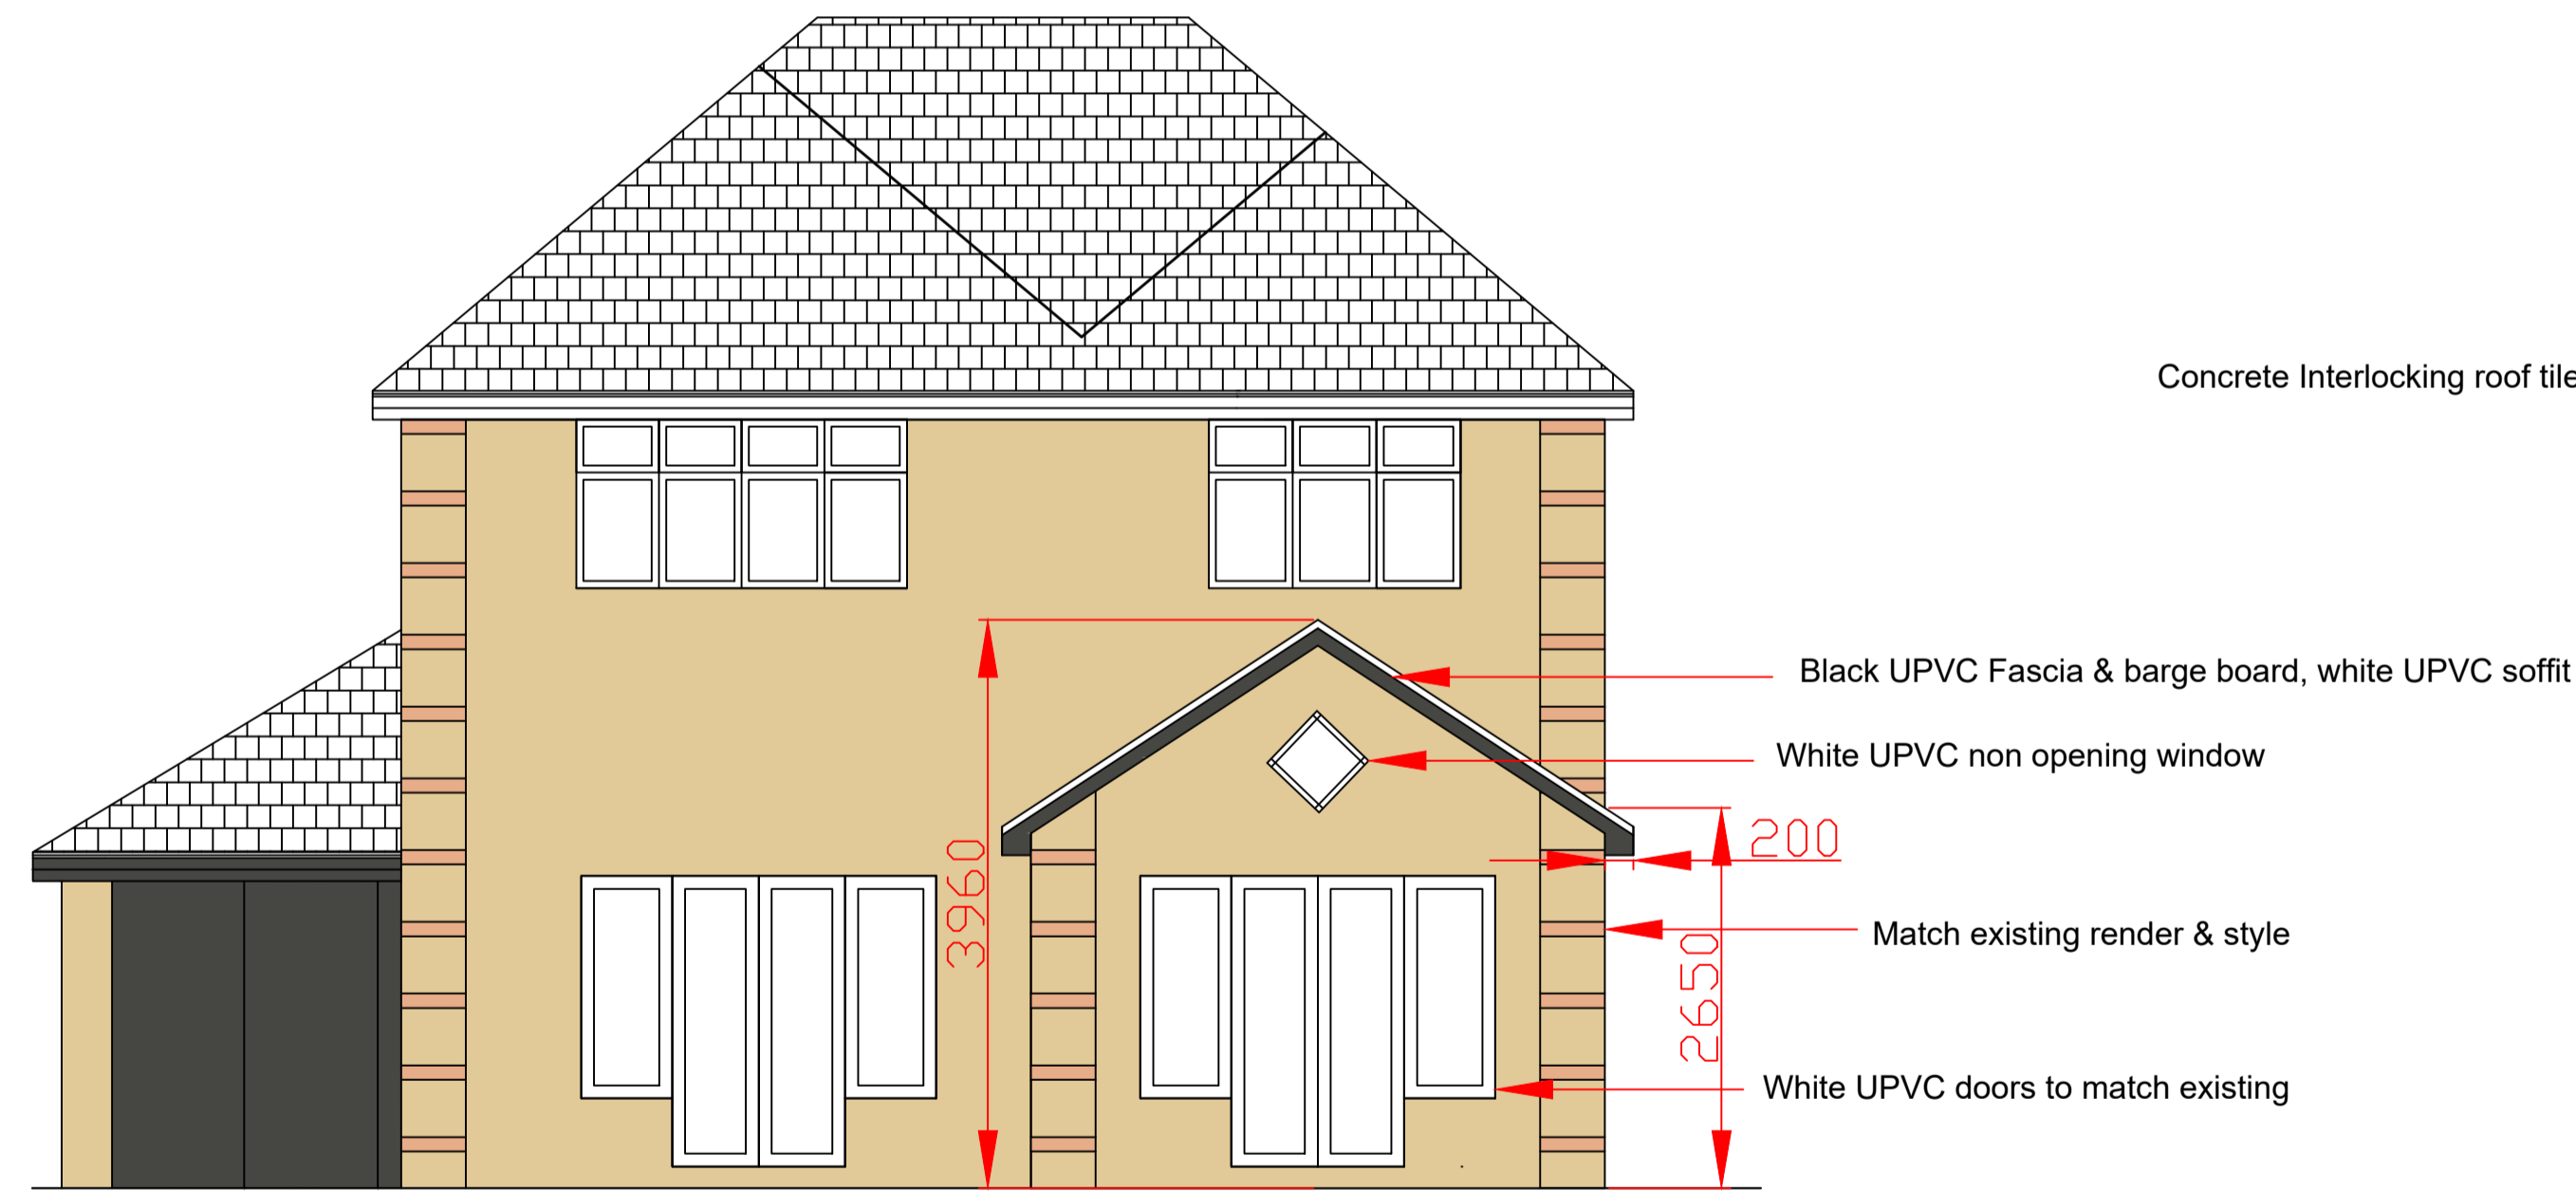 Concrete Interlocking roof tile
Black UPVC Fascia & barge board, white UPVC soffit
White UPVC non opening window
200
3960
Match existing render & style
2650
White UPVC doors to match existing